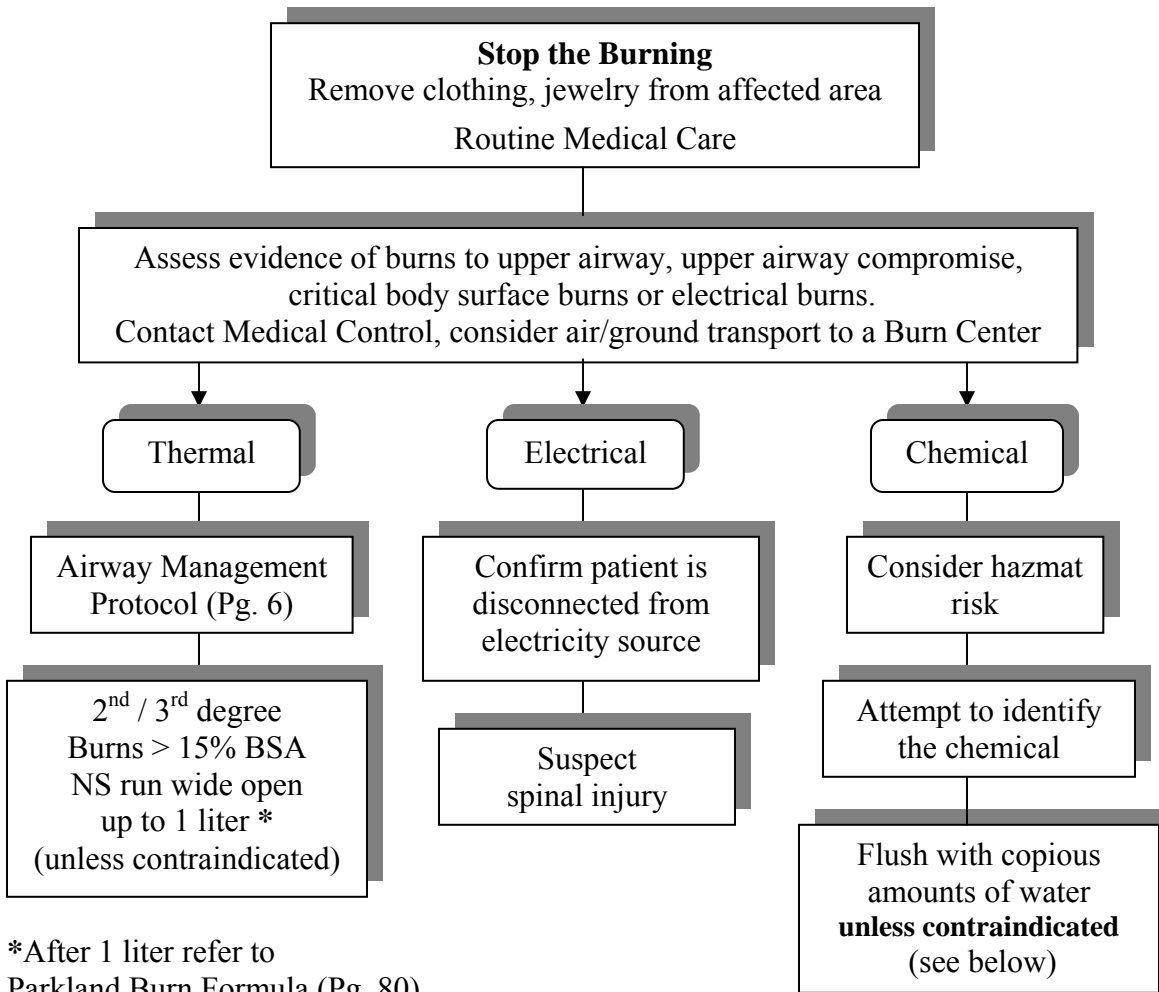 Stop the Burning
Remove clothing, jewelry from affected area
Routine Medical Care
Assess evidence of burns to upper airway, upper airway compromise,
critical body surface burns or electrical burns.
Contact Medical Control, consider air/ground transport to a Burn Center
Thermal
Electrical
Chemical
Airway Management
Protocol (Pg. 6)
2nd / 3rd degree
Burns > 15% BSA
NS run wide open
up to 1 liter *
(unless contraindicated)
Confirm patient is
disconnected from
electricity source
Suspect
spinal injury
Consider hazmat
risk
Attempt to identify
the chemical
Flush with copious
amounts of water
unless contraindicated
(see below)
*After 1 liter refer to
Parkland Burn Formula (Pg. 80)